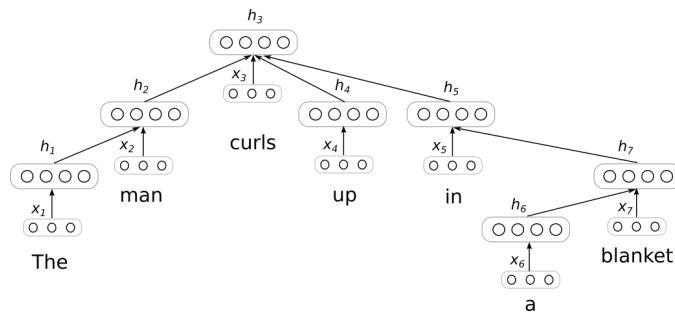 h3
h2
x3
h4
h5
curls
h1
x2
x4
x5
h7
man
up
in
x1
h6
x7
The
x6
blanket
a